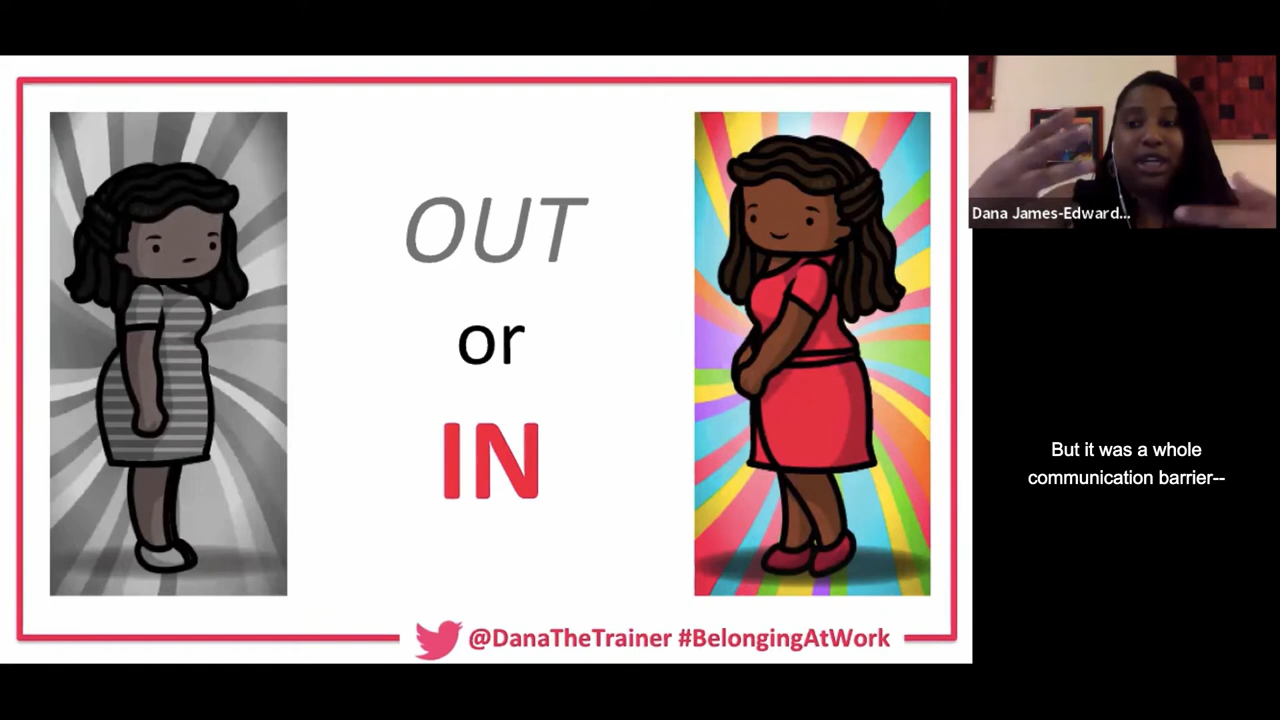 OUT
or
IN
@DanaTheTrainer #BelongingAtWork
Dana James-Edward...
But it was a whole
communication barrier--